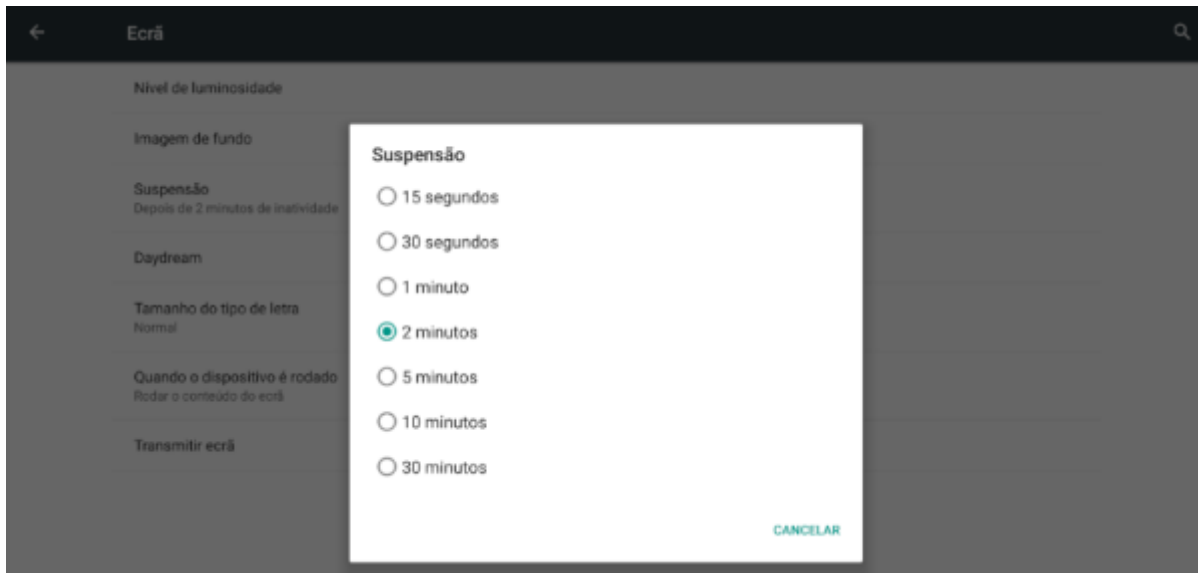 Ecrã
Nível de luminosidade
Imagem de fundo
Suspensão
Depois de 2 minutos de inatividade
Daydream
Tamanho do tipo de letra
Normal
Quando o dispositivo é rodado
Rodar o conteúdo do ecrã
Transmitir ecrã
Suspensão
15 segundos
30 segundos
1 minuto
2 minutos
5 minutos
10 minutos
30 minutos
CANCELAR